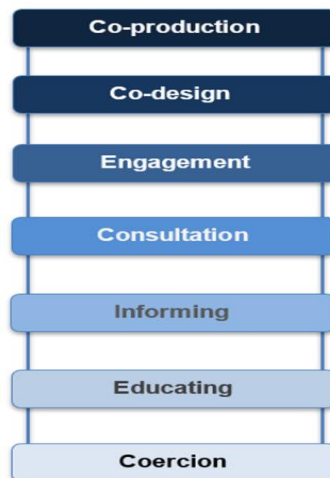 Co-production
Co-design
Engagement
Consultation
Informing
Educating
Coercion